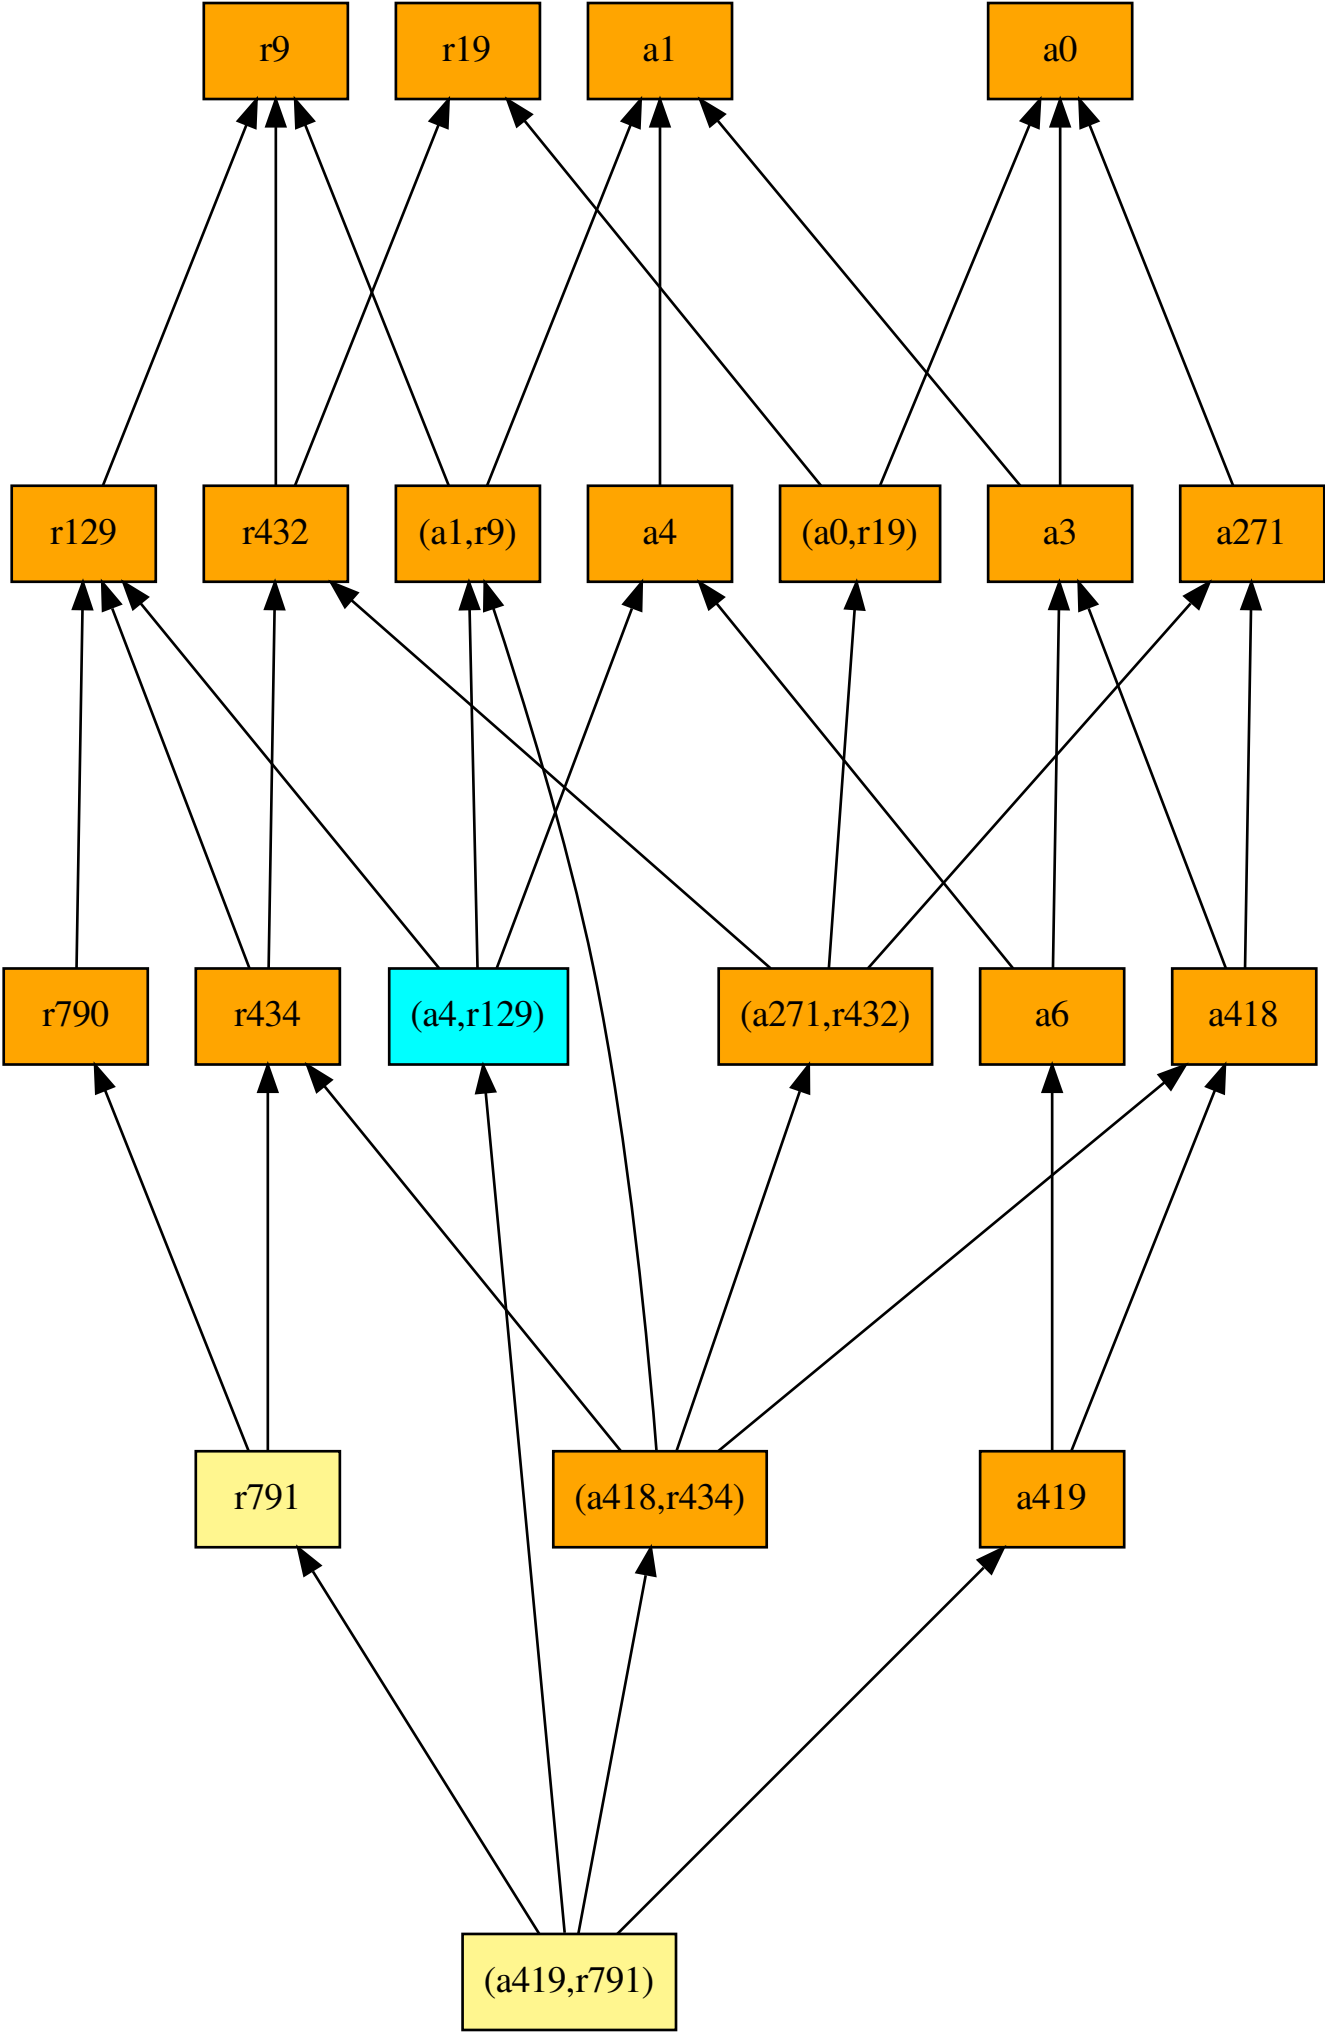 r9
r19
a1
a0
r129
r432
(a1,r9)
a4
(a0,r19)
a3
a271
r790
r434
(a4,r129)
(a271,r432)
a6
a418
r791
(a418,r434)
a419
(a419,r791)